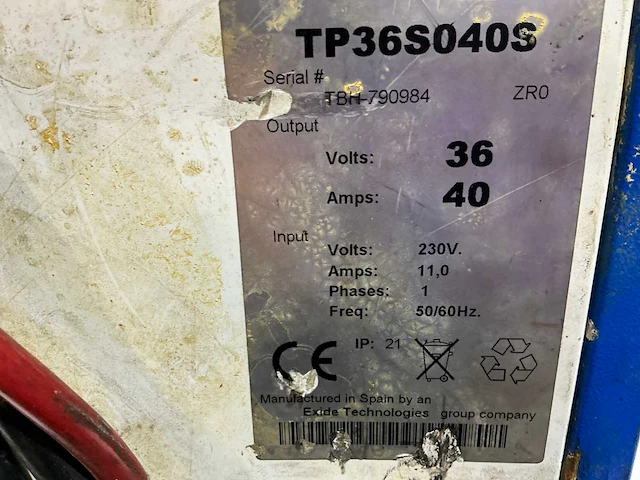 TP36S040S
Serial #
TBH-790984 ZR0
Output
Volts: 36
Amps: 40
Input
Volts: 230V.
Amps: 11,0
Phases: 1
Freq: 50/60Hz.
CE IP: 21
Manufactured in Spain by an
Exide Technologies group company